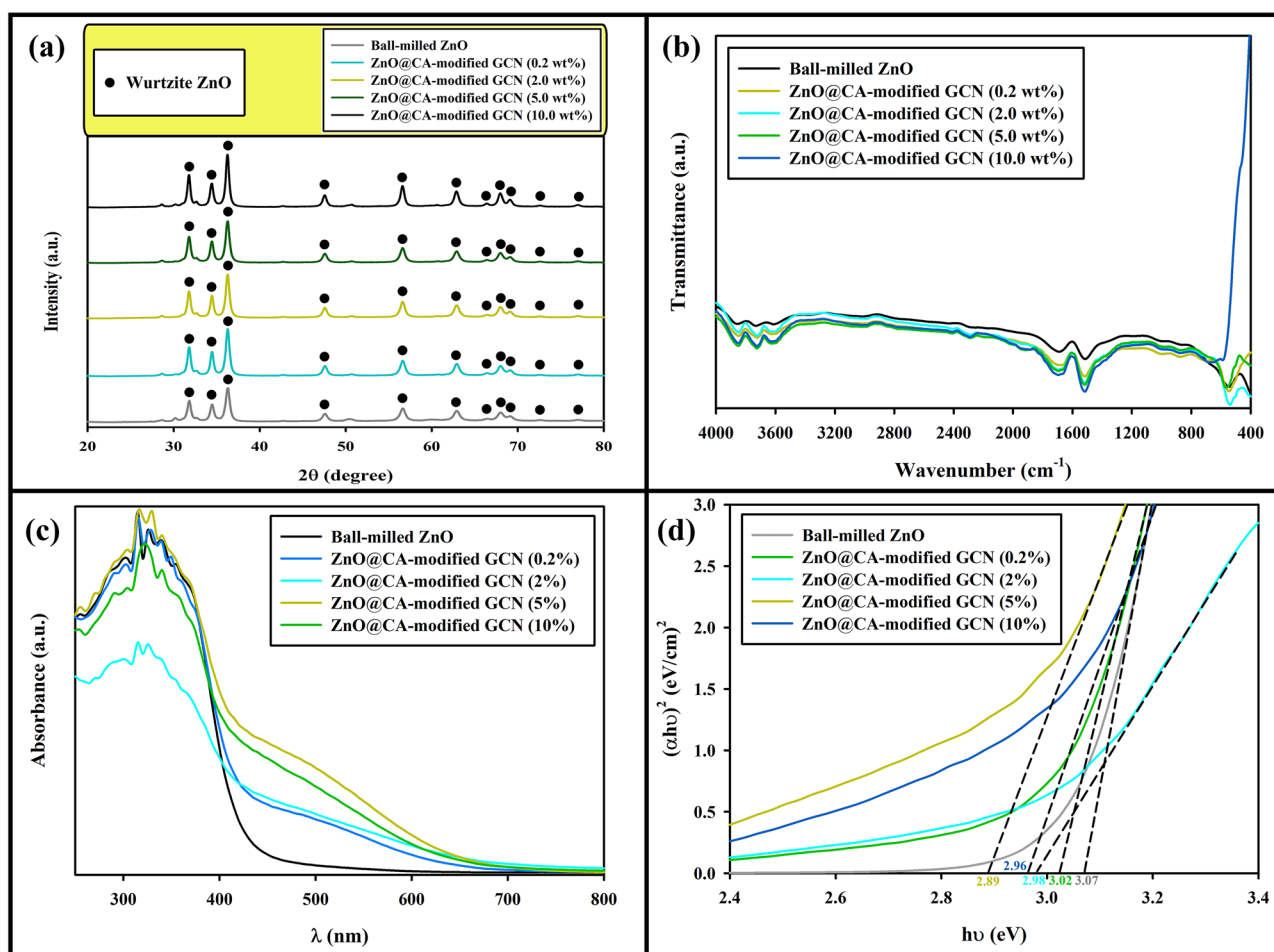 (a)
● Wurtzite ZnO
Ball-milled ZnO
ZnO@CA-modified GCN (0.2 wt%)
ZnO@CA-modified GCN (2.0 wt%)
ZnO@CA-modified GCN (5.0 wt%)
ZnO@CA-modified GCN (10.0 wt%)
Intensity (a.u.)
20 30 40 50 60 70 80
2θ (degree)
(b)
Ball-milled ZnO
ZnO@CA-modified GCN (0.2 wt%)
ZnO@CA-modified GCN (2.0 wt%)
ZnO@CA-modified GCN (5.0 wt%)
ZnO@CA-modified GCN (10.0 wt%)
Transmittance (a.u.)
4000 3600 2800 2200 1600 1200 800 400
Wavenumber (cm⁻¹)
(c)
Ball-milled ZnO
ZnO@CA-modified GCN (0.2%)
ZnO@CA-modified GCN (2%)
ZnO@CA-modified GCN (5%)
ZnO@CA-modified GCN (10%)
Absorbance (a.u.)
300 400 500 600 700 800
λ (nm)
(d)
Ball-milled ZnO
ZnO@CA-modified GCN (0.2%)
ZnO@CA-modified GCN (2%)
ZnO@CA-modified GCN (5%)
ZnO@CA-modified GCN (10%)
(αhυ)² (eV/cm)²
3.0
2.5
2.0
1.5
1.0
0.5
0.0
2.96
2.89 2.98 3.02 3.07
2.4 2.6 2.8 3.0 3.2 3.4
hυ (eV)